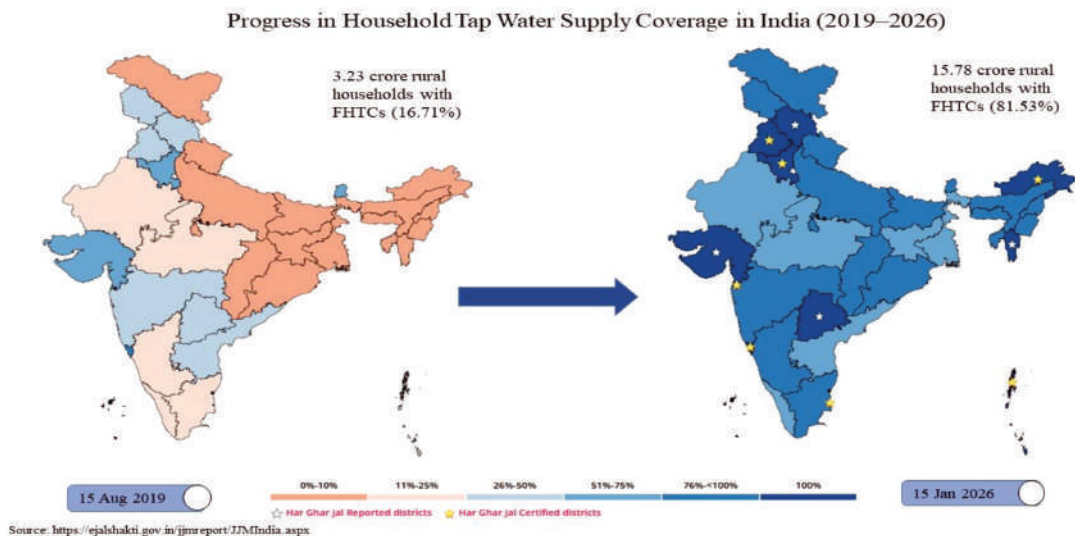 Progress in Household Tap Water Supply Coverage in India (2019–2026)
3.23 crore rural
households with
FHTCs (16.71%)
15.78 crore rural
households with
FHTCs (81.53%)
15 Aug 2019
0%-10% 11%-25% 26%-50% 51%-75% 76%-<100% 100%
Har Ghar Jal Reported districts Har Ghar Jal Certified districts
15 Jan 2026
Source: https://ejalshakti.gov.in/jjmreport/JJMIndia.aspx